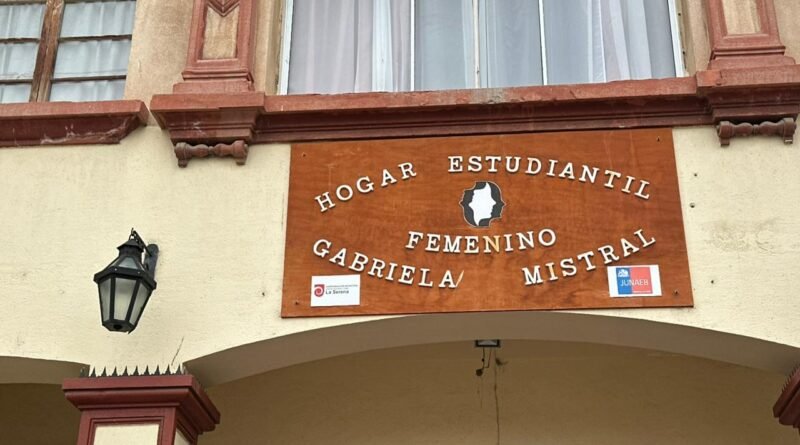 HOGAR ESTUDIANTIL
FEMENINO
GABRIELA MISTRAL
La Serena
JUNAEB